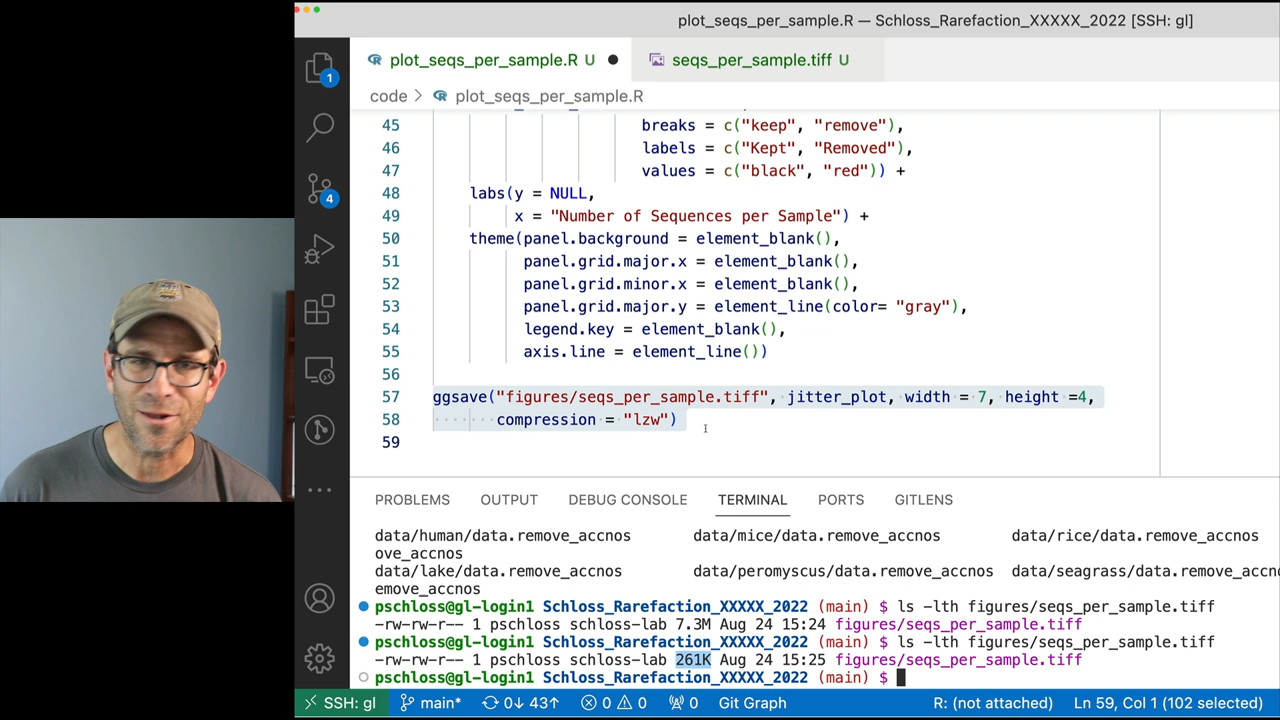 plot_seqs_per_sample.R — Schloss_Rarefaction_XXXXX_2022 [SSH: gl]
plot_seqs_per_sample.R U
seqs_per_sample.tiff U
code > plot_seqs_per_sample.R
1
4
45 breaks = c("keep", "remove"),
46 labels = c("Kept", "Removed"),
47 values = c("black", "red")) +
48 labs(y = NULL,
49 x = "Number of Sequences per Sample") +
50 theme(panel.background = element_blank(),
51 panel.grid.major.x = element_blank(),
52 panel.grid.minor.x = element_blank(),
53 panel.grid.major.y = element_line(color= "gray"),
54 legend.key = element_blank(),
55 axis.line = element_line())
56
57 ggsave("figures/seqs_per_sample.tiff", jitter_plot, width = 7, height =4,
58 compression = "lzw")
59
PROBLEMS OUTPUT DEBUG CONSOLE TERMINAL PORTS GITLENS
data/human/data.remove_accnos data/mice/data.remove_accnos data/rice/data.remove_accnos
ove_accnos
data/lake/data.remove_accnos data/peromyscus/data.remove_accnos data/seagrass/data.remove_accnos
emove_accnos
pschloss@gl-login1 Schloss_Rarefaction_XXXXX_2022 (main) $ ls -lth figures/seqs_per_sample.tiff
-rw-rw-r-- 1 pschloss schloss-lab 7.3M Aug 24 15:24 figures/seqs_per_sample.tiff
pschloss@gl-login1 Schloss_Rarefaction_XXXXX_2022 (main) $ ls -lth figures/seqs_per_sample.tiff
-rw-rw-r-- 1 pschloss schloss-lab 261K Aug 24 15:25 figures/seqs_per_sample.tiff
pschloss@gl-login1 Schloss_Rarefaction_XXXXX_2022 (main) $
SSH: gl main* 0↓ 43↑ 0 0 0 Git Graph R: (not attached) Ln 59, Col 1 (102 selected)